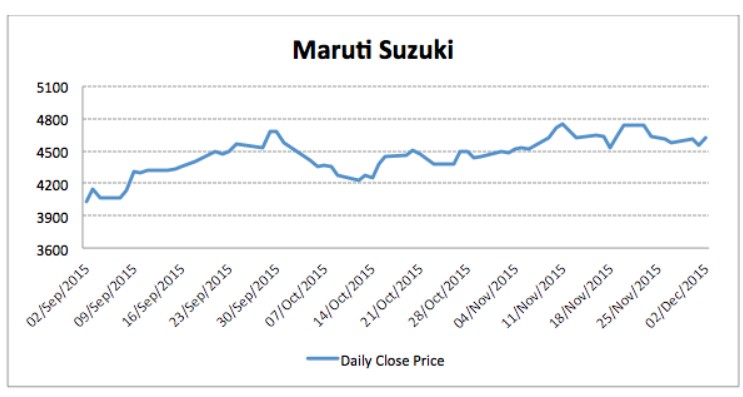 Maruti Suzuki
5100
4800
4500
4200
3900
3600
02/Sep/2015
09/Sep/2015
16/Sep/2015
23/Sep/2015
30/Sep/2015
07/Oct/2015
14/Oct/2015
21/Oct/2015
28/Oct/2015
04/Nov/2015
11/Nov/2015
18/Nov/2015
25/Nov/2015
02/Dec/2015
Daily Close Price